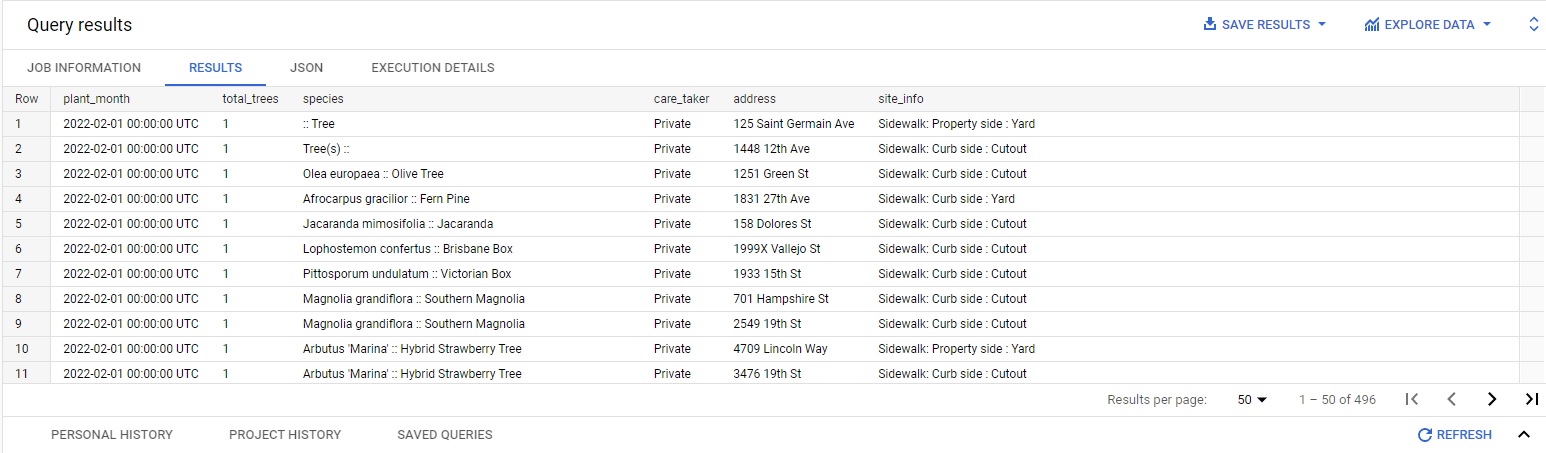 Query results SAVE RESULTS EXPLORE DATA
JOB INFORMATION RESULTS JSON EXECUTION DETAILS
Row plant_month total_trees species care_taker address site_info
1 2022-02-01 00:00:00 UTC 1 :: Tree Private 125 Saint Germain Ave Sidewalk: Property side : Yard
2 2022-02-01 00:00:00 UTC 1 Tree(s) :: Private 1448 12th Ave Sidewalk: Curb side : Cutout
3 2022-02-01 00:00:00 UTC 1 Olea europaea :: Olive Tree Private 1251 Green St Sidewalk: Curb side : Cutout
4 2022-02-01 00:00:00 UTC 1 Afrocarpus gracilior :: Fern Pine Private 1831 27th Ave Sidewalk: Curb side : Yard
5 2022-02-01 00:00:00 UTC 1 Jacaranda mimosifolia :: Jacaranda Private 158 Dolores St Sidewalk: Curb side : Cutout
6 2022-02-01 00:00:00 UTC 1 Lophostemon confertus :: Brisbane Box Private 1999X Vallejo St Sidewalk: Curb side : Cutout
7 2022-02-01 00:00:00 UTC 1 Pittosporum undulatum :: Victorian Box Private 1933 15th St Sidewalk: Curb side : Cutout
8 2022-02-01 00:00:00 UTC 1 Magnolia grandiflora :: Southern Magnolia Private 701 Hampshire St Sidewalk: Curb side : Cutout
9 2022-02-01 00:00:00 UTC 1 Magnolia grandiflora :: Southern Magnolia Private 2549 19th St Sidewalk: Curb side : Cutout
10 2022-02-01 00:00:00 UTC 1 Arbutus 'Marina' :: Hybrid Strawberry Tree Private 4709 Lincoln Way Sidewalk: Property side : Yard
11 2022-02-01 00:00:00 UTC 1 Arbutus 'Marina' :: Hybrid Strawberry Tree Private 3476 19th St Sidewalk: Curb side : Cutout
Results per page: 50 1 – 50 of 496
PERSONAL HISTORY PROJECT HISTORY SAVED QUERIES REFRESH